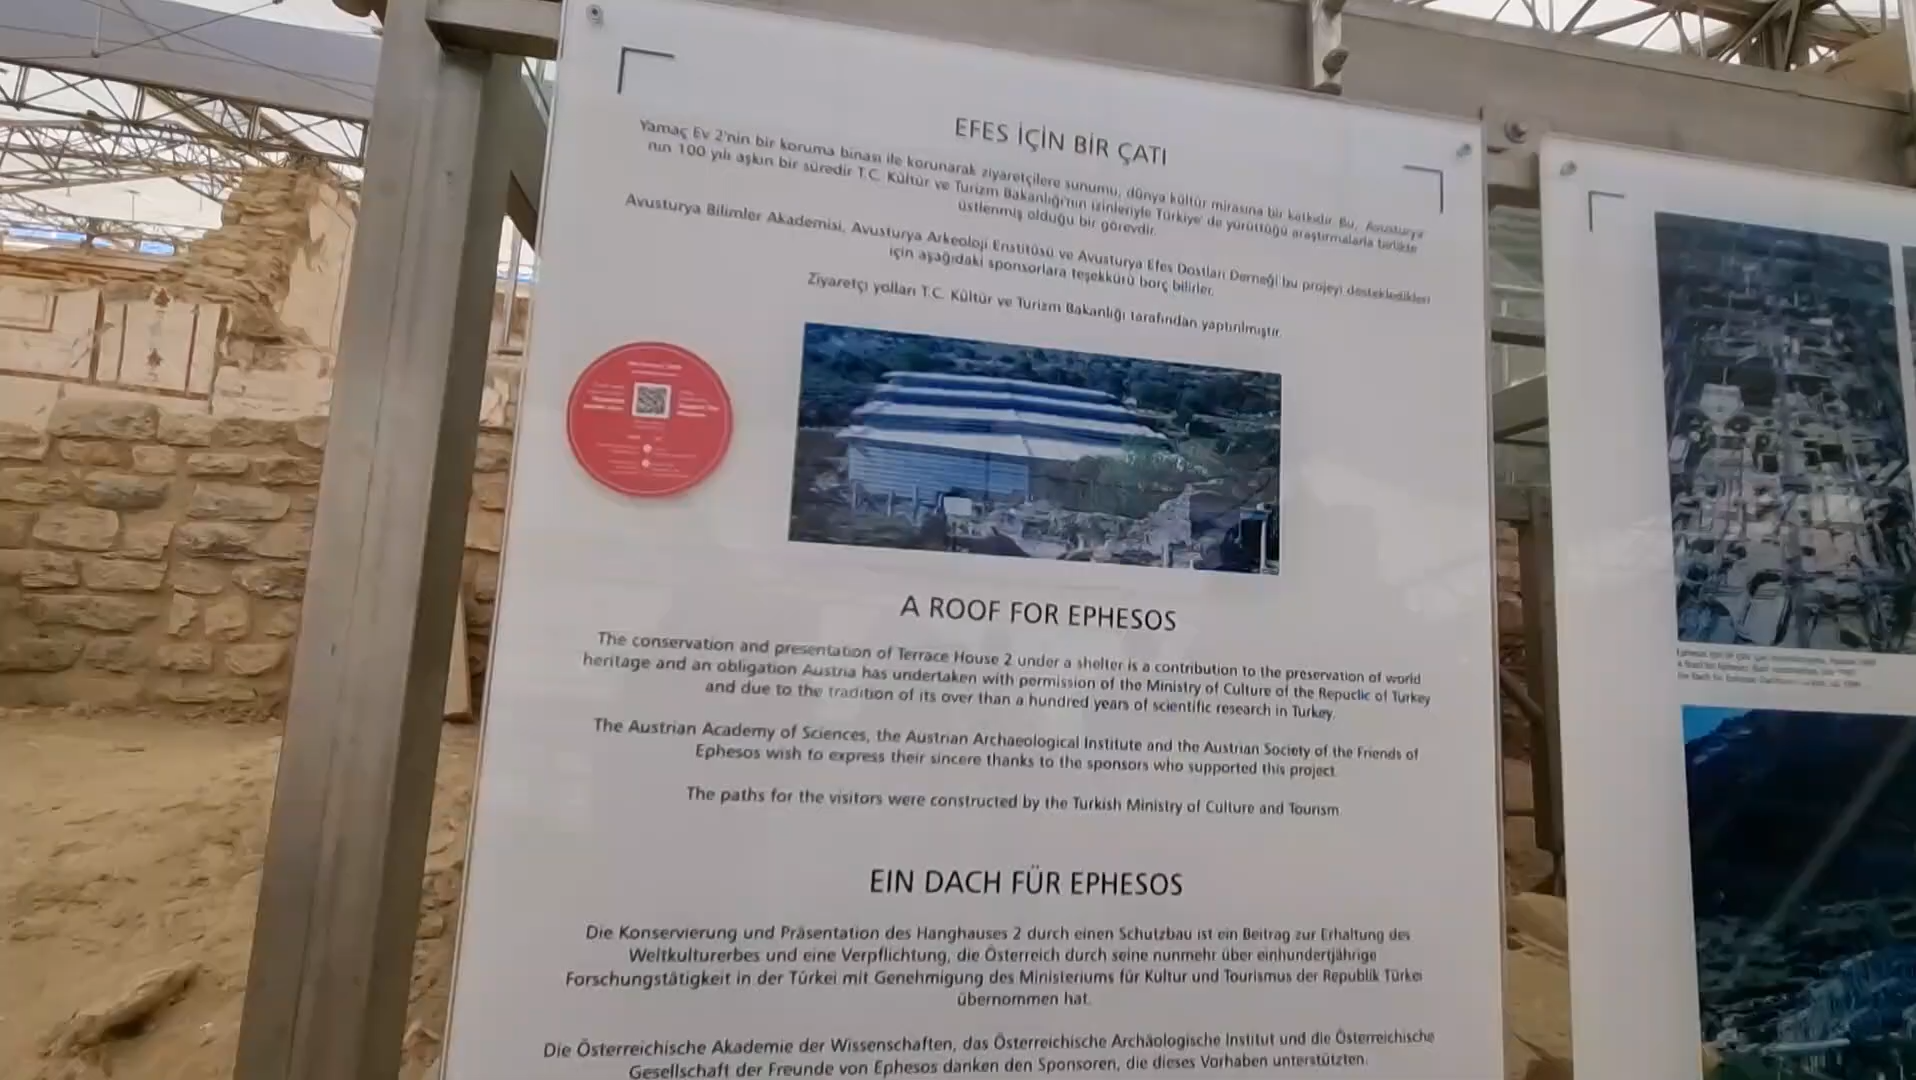 EFES İÇİN BİR ÇATI
Yamaç Ev 2'nin bir koruma binası ile korunarak ziyaretçilere sunumu, dünya kültür mirasına bir katkıdır. Bu, Avusturya'
nın 100 yılı aşkın bir süredir T.C. Kültür ve Turizm Bakanlığı'nın izinleriyle Türkiye' de yürüttüğü araştırmalarla birlikte
üstlenmiş olduğu bir görevdir.
Avusturya Bilimler Akademisi, Avusturya Arkeoloji Enstitüsü ve Avusturya Efes Dostları Derneği bu projeyi destekledikleri
için aşağıdaki sponsorlara teşekkürü borç bilirler.
Ziyaretçi yolları T.C. Kültür ve Turizm Bakanlığı tarafından yaptırılmıştır.
A ROOF FOR EPHESOS
The conservation and presentation of Terrace House 2 under a shelter is a contribution to the preservation of world
heritage and an obligation Austria has undertaken with permission of the Ministry of Culture of the Republic of Turkey
and due to the tradition of its over than a hundred years of scientific research in Turkey.
The Austrian Academy of Sciences, the Austrian Archaeological Institute and the Austrian Society of the Friends of
Ephesos wish to express their sincere thanks to the sponsors who supported this project.
The paths for the visitors were constructed by the Turkish Ministry of Culture and Tourism
EIN DACH FÜR EPHESOS
Die Konservierung und Präsentation des Hanghauses 2 durch einen Schutzbau ist ein Beitrag zur Erhaltung des
Weltkulturerbes und eine Verpflichtung, die Österreich durch seine nunmehr über einhundertjährige
Forschungstätigkeit in der Türkei mit Genehmigung des Ministeriums für Kultur und Tourismus der Republik Türkei
übernommen hat.
Die Österreichische Akademie der Wissenschaften, das Österreichische Archäologische Institut und die Österreichische
Gesellschaft der Freunde von Ephesos danken den Sponsoren, die dieses Vorhaben unterstützten.